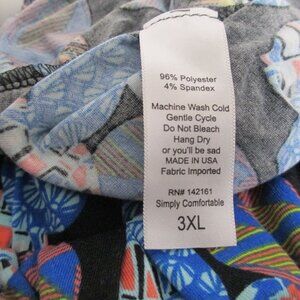 96% Polyester
4% Spandex
Machine Wash Cold
Gentle Cycle
Do Not Bleach
Hang Dry
or you'll be sad
MADE IN USA
Fabric Imported
RN# 142161
Simply Comfortable
3XL